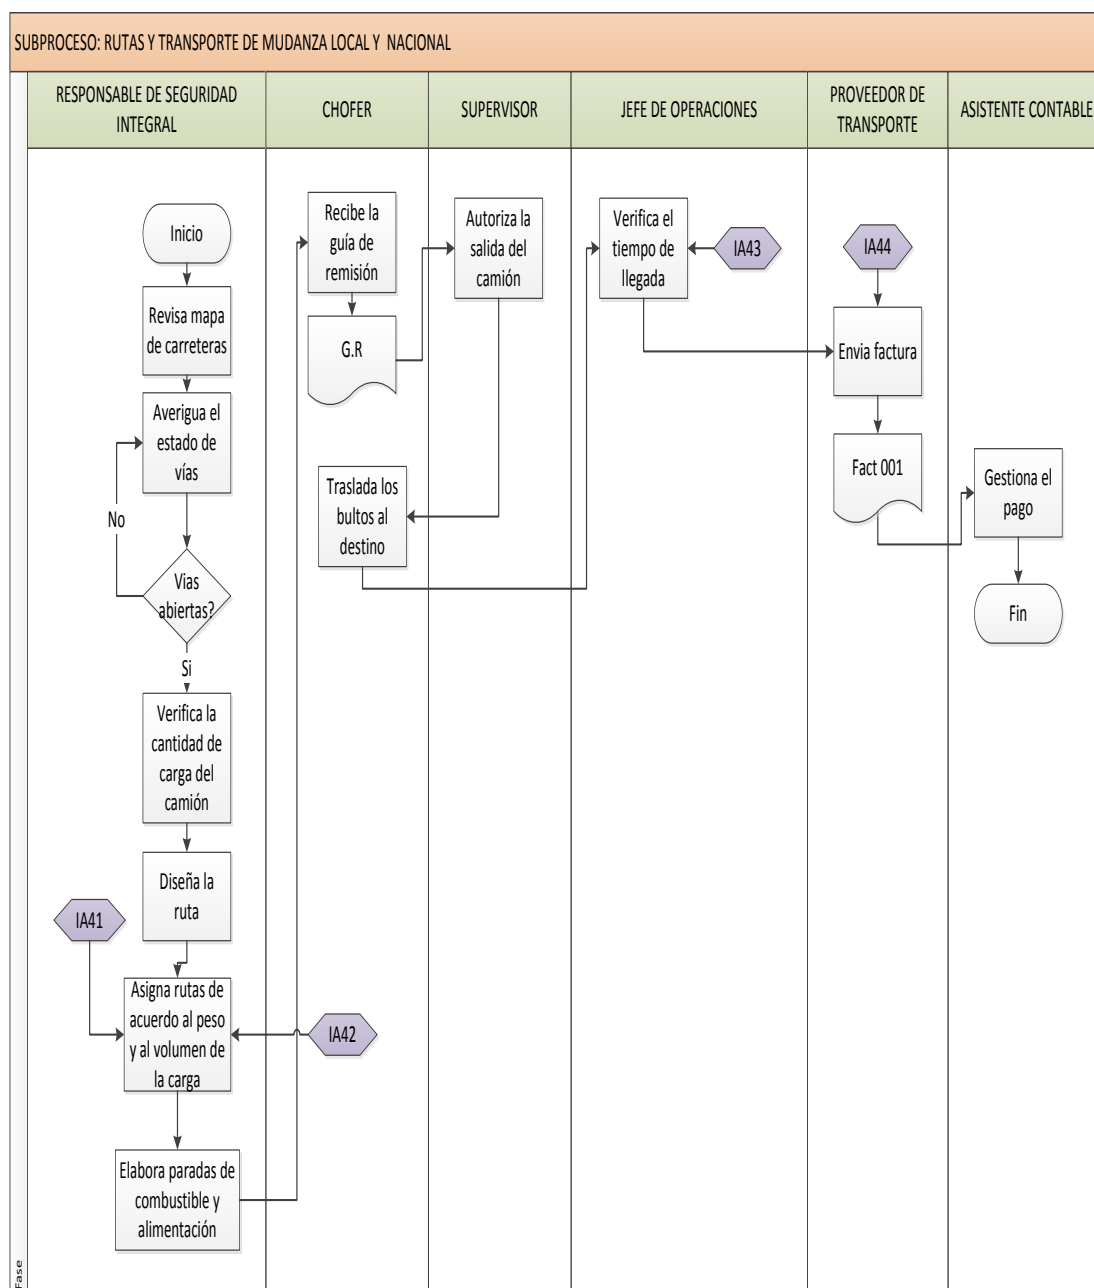 SUBPROCESO: RUTAS Y TRANSPORTE DE MUDANZA LOCAL Y NACIONAL
RESPONSABLE DE SEGURIDAD
INTEGRAL
CHOFER
SUPERVISOR
JEFE DE OPERACIONES
PROVEEDOR DE
TRANSPORTE
ASISTENTE CONTABLE
Inicio
Revisa mapa
de carreteras
Averigua el
estado de
vías
No
Vias
abiertas?
Si
Verifica la
cantidad de
carga del
camión
Diseña la
ruta
IA41
Asigna rutas de
acuerdo al peso
y al volumen de
la carga
IA42
Elabora paradas de
combustible y
alimentación
Recibe la
guía de
remisión
G.R
Autoriza la
salida del
camión
Traslada los
bultos al
destino
Verifica el
tiempo de
llegada
IA43
IA44
Envia factura
Fact 001
Gestiona el
pago
Fin
Fase